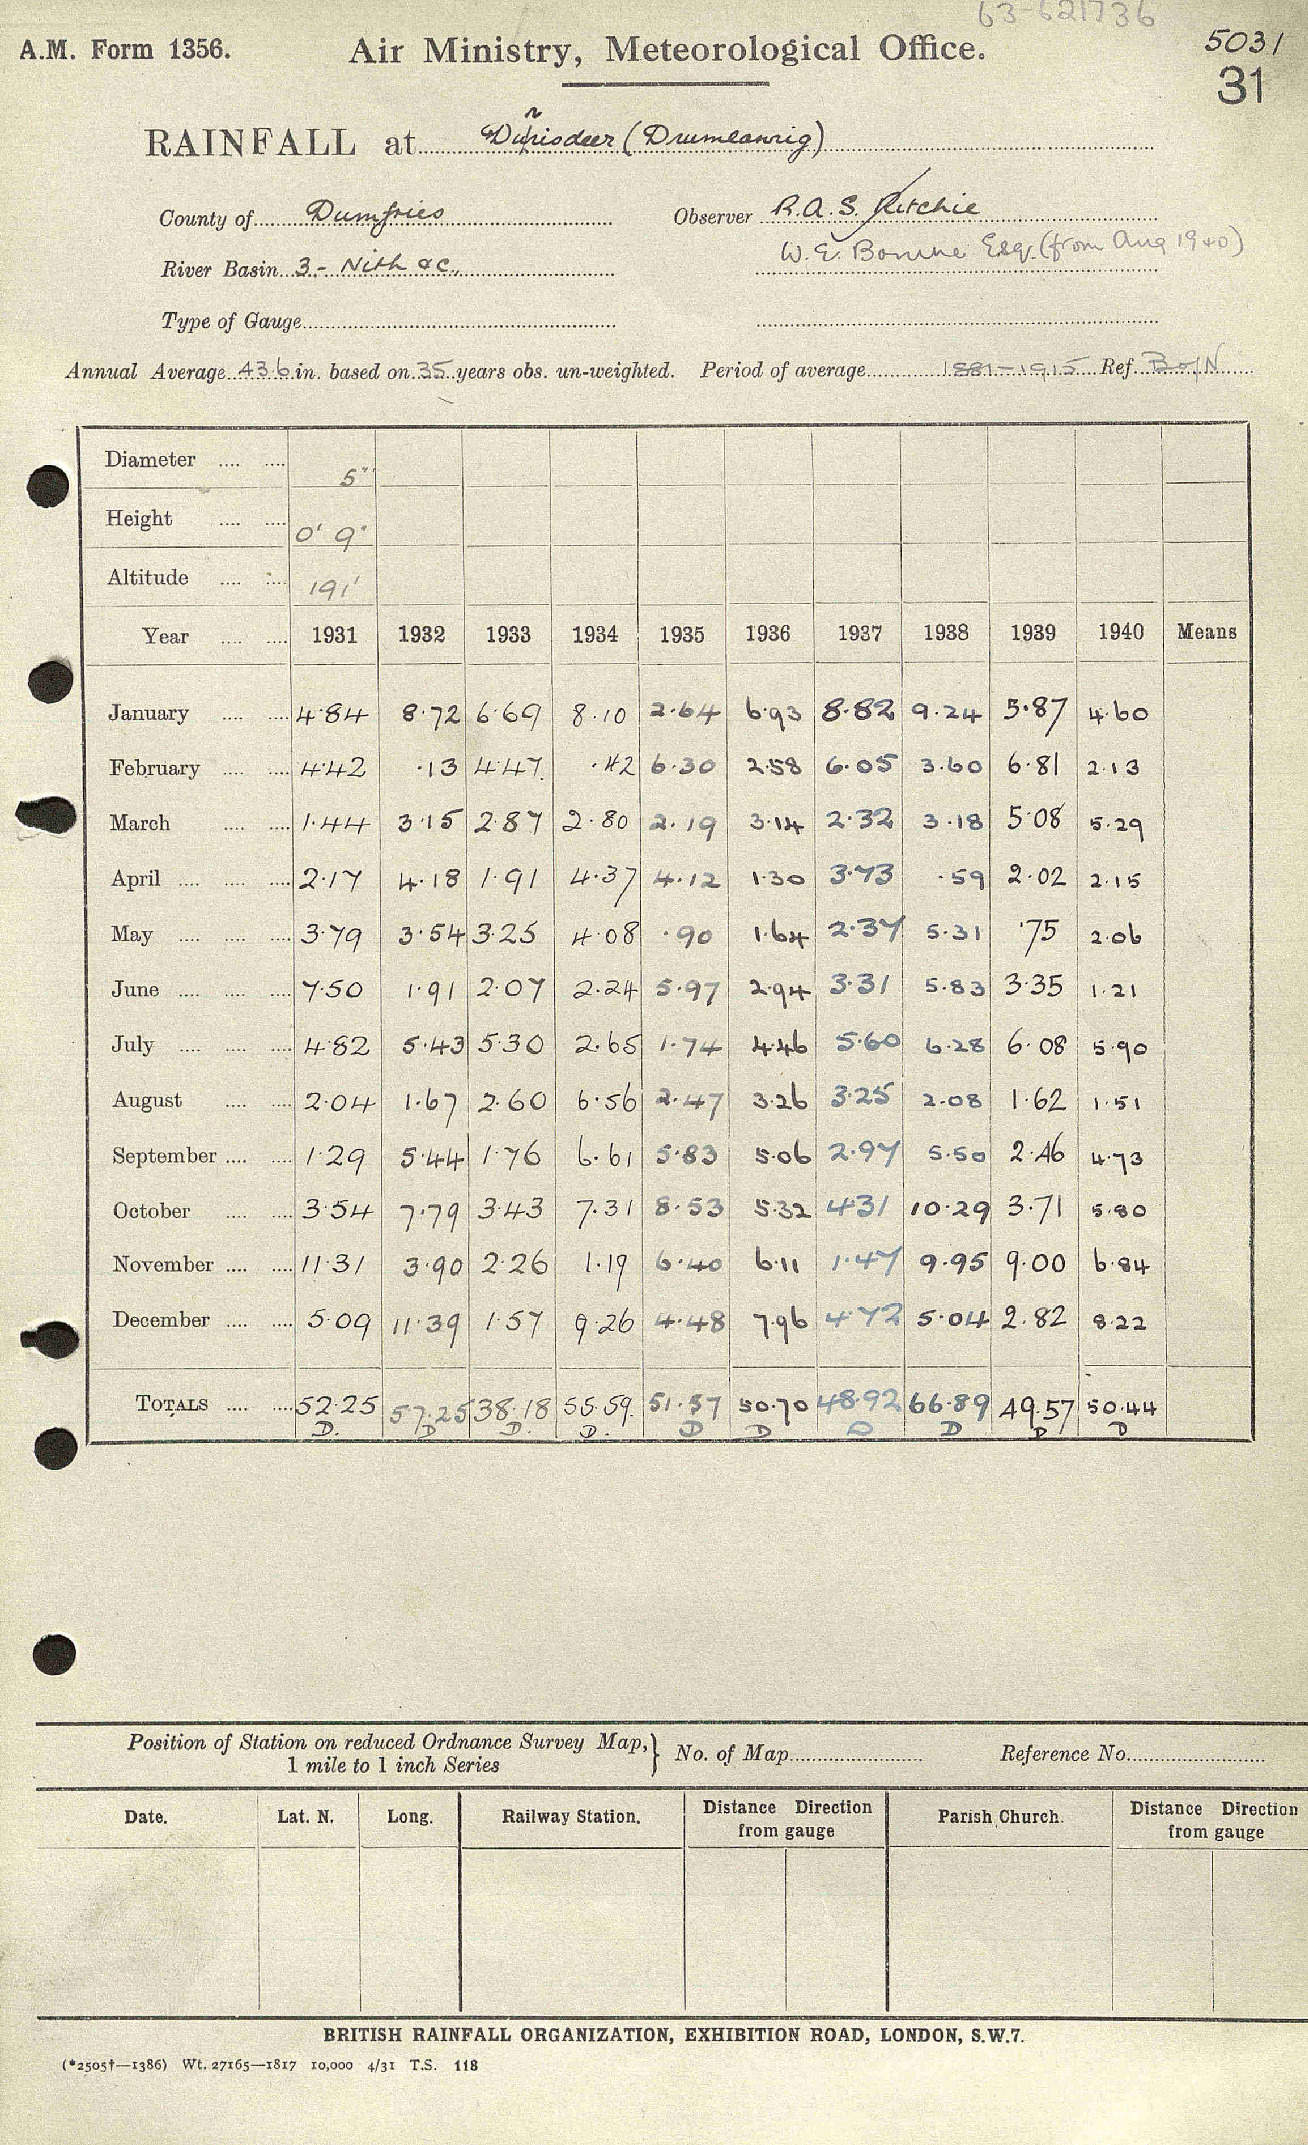 63-621736
A.M. Form 1356. Air Ministry, Meteorological Office. 5031
31
RAINFALL at Durisdeer (Drumlanrig)
County of Dumfries Observer R.A.S. Ritchie
River Basin 3 - Nith &c. W.E. Esq. (from Aug 1940)
Type of Gauge
Annual Average 43.6 in. based on 35 years obs. un-weighted. Period of average 1881-1915 Ref. B of N
Diameter 5"
Height 0' 9"
Altitude 191'
Year 1931 1932 1933 1934 1935 1936 1937 1938 1939 1940 Means
January 4.84 8.72 6.69 8.10 2.64 6.93 8.82 9.24 5.87 4.60
February 4.42 .13 4.47 .42 6.30 2.58 6.05 3.60 6.81 2.13
March 1.44 3.15 2.87 2.80 2.19 3.14 2.32 3.18 5.08 5.29
April 2.17 4.18 1.91 4.37 4.12 1.30 3.73 .59 2.02 2.15
May 3.79 3.54 3.25 4.08 .90 1.64 2.37 5.31 .75 2.06
June 7.50 1.91 2.07 2.24 5.97 2.94 3.31 5.83 3.35 1.21
July 4.82 5.43 5.30 2.65 1.74 4.46 5.60 6.28 6.08 5.90
August 2.04 1.67 2.60 6.56 2.47 3.26 3.25 2.08 1.62 1.51
September 1.29 5.44 1.76 6.61 5.83 5.06 2.97 5.50 2.46 4.73
October 3.54 7.79 3.43 7.31 8.53 5.32 4.31 10.29 3.71 5.80
November 11.31 3.90 2.26 1.19 6.40 6.11 1.47 9.95 9.00 6.84
December 5.09 11.39 1.57 9.26 4.48 7.96 4.72 5.04 2.82 8.22
TOTALS 52.25 57.25 38.18 55.59 51.57 50.70 48.92 66.89 49.57 50.44
D. D D. D. D D D D D D
Position of Station on reduced Ordnance Survey Map, } No. of Map Reference No.
1 mile to 1 inch Series
Date. Lat. N. Long. Railway Station. Distance Direction from gauge Parish Church. Distance Direction from gauge
BRITISH RAINFALL ORGANIZATION, EXHIBITION ROAD, LONDON, S.W.7.
(*2505†—1386) Wt. 27165—1817 10,000 4/31 T.S. 118